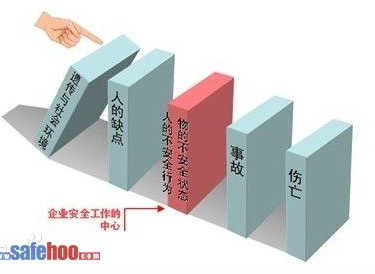 遗传与社会环境
人的缺点
物的不安全状态
人的不安全行为
事故
伤亡
企业安全工作的
中心
safehoo.com